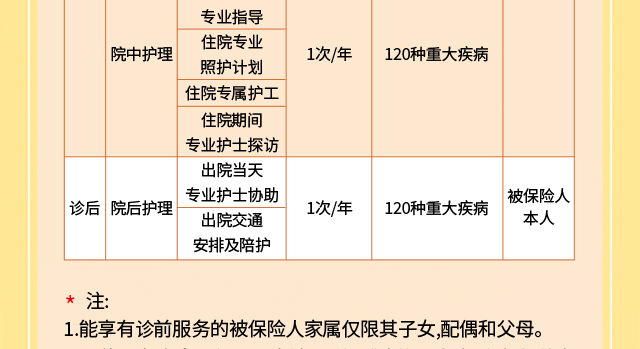 专业指导
院中护理
住院专业
照护计划
1次/年
120种重大疾病
住院专属护工
住院期间
专业护士探访
诊后
院后护理
出院当天
专业护士协助
出院交通
安排及陪护
1次/年
120种重大疾病
被保险人
本人
* 注:
1.能享有诊前服务的被保险人家属仅限其子女,配偶和父母。